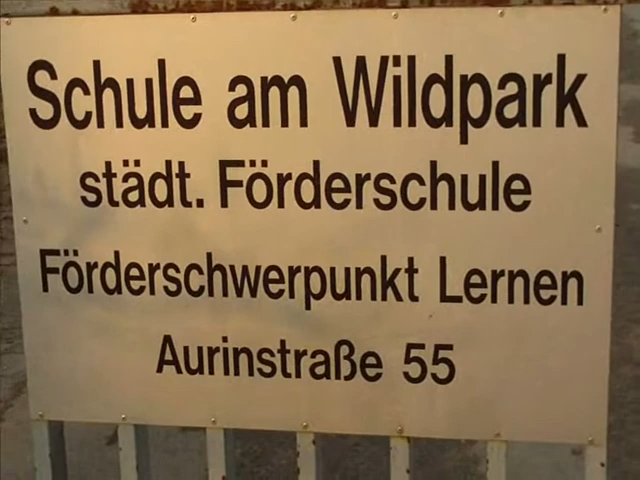 Schule am Wildpark
städt. Förderschule
Förderschwerpunkt Lernen
Aurinstraße 55